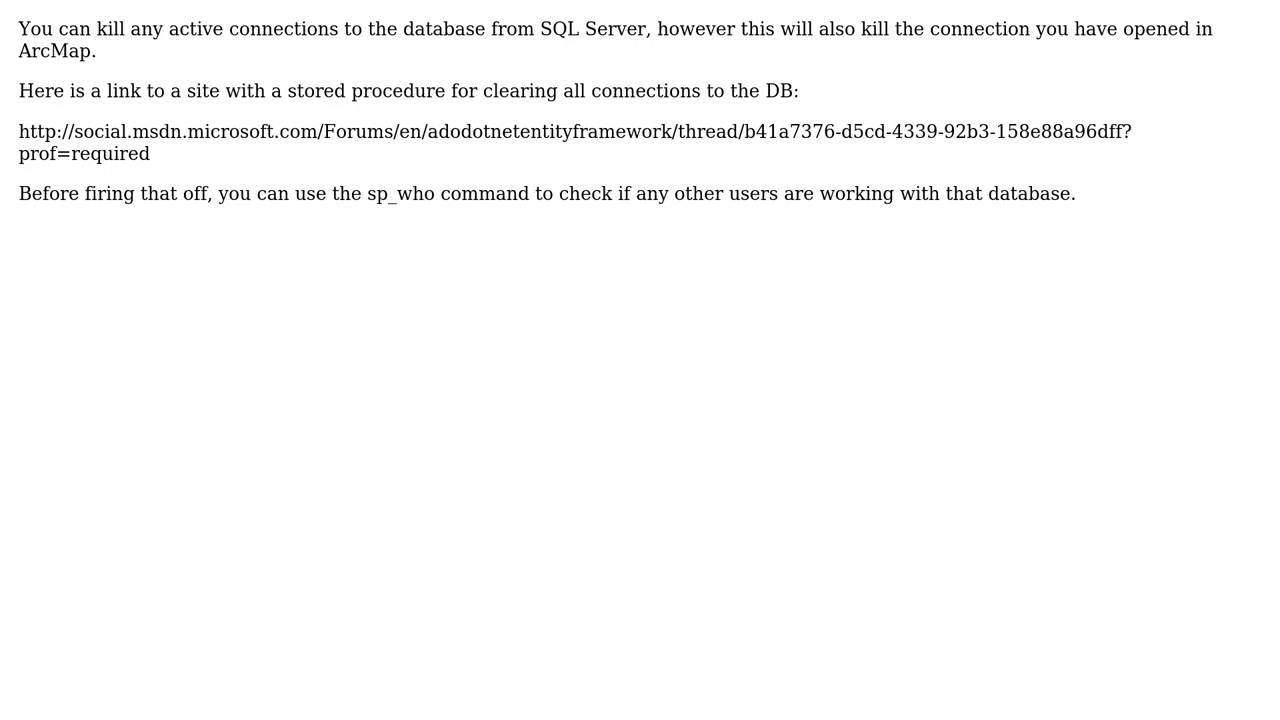 You can kill any active connections to the database from SQL Server, however this will also kill the connection you have opened in
ArcMap.
Here is a link to a site with a stored procedure for clearing all connections to the DB:
http://social.msdn.microsoft.com/Forums/en/adodotnetentityframework/thread/b41a7376-d5cd-4339-92b3-158e88a96dff?
prof=required
Before firing that off, you can use the sp_who command to check if any other users are working with that database.